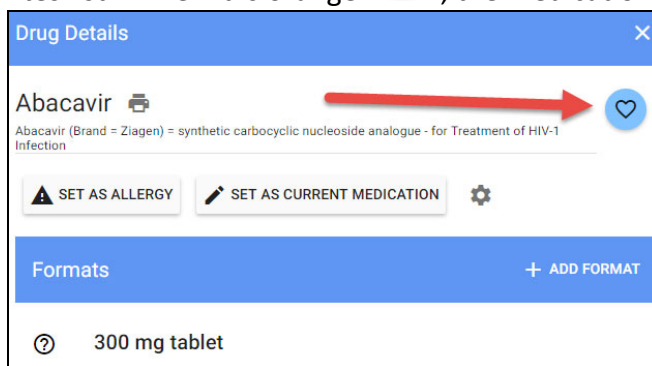 Drug Details
Abacavir
Abacavir (Brand = Ziagen) = synthetic carbocyclic nucleoside analogue - for Treatment of HIV-1
Infection
SET AS ALLERGY SET AS CURRENT MEDICATION
Formats + ADD FORMAT
300 mg tablet